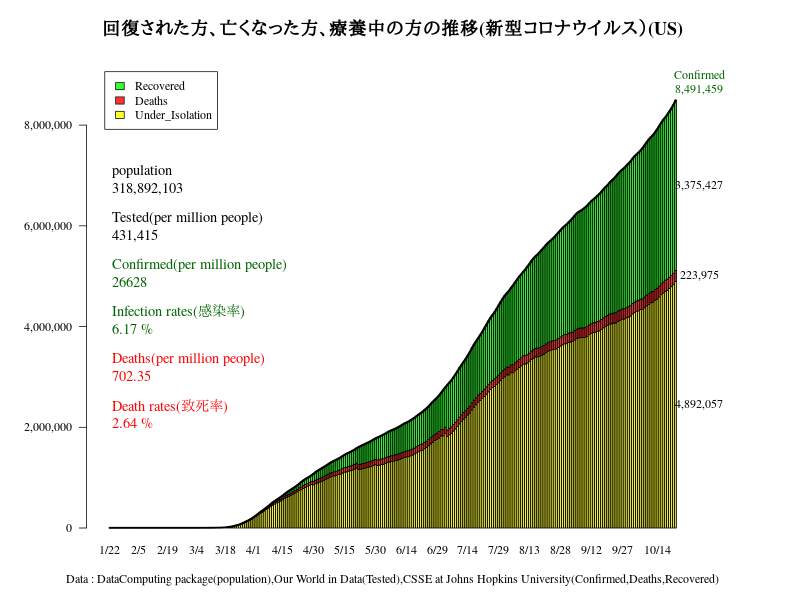 回復された方、亡くなった方、療養中の方の推移(新型コロナウイルス)(US)
Confirmed
8,491,459
Recovered
Deaths
Under_Isolation
8,000,000
6,000,000
4,000,000
2,000,000
0
population
318,892,103
Tested(per million people)
431,415
Confirmed(per million people)
26628
Infection rates(感染率)
6.17 %
Deaths(per million people)
702.35
Death rates(致死率)
2.64 %
3,375,427
223,975
4,892,057
1/22 2/5 2/19 3/4 3/18 4/1 4/15 4/30 5/15 5/30 6/14 6/29 7/14 7/29 8/13 8/28 9/12 9/27 10/14
Data : DataComputing package(population),Our World in Data(Tested),CSSE at Johns Hopkins University(Confirmed,Deaths,Recovered)